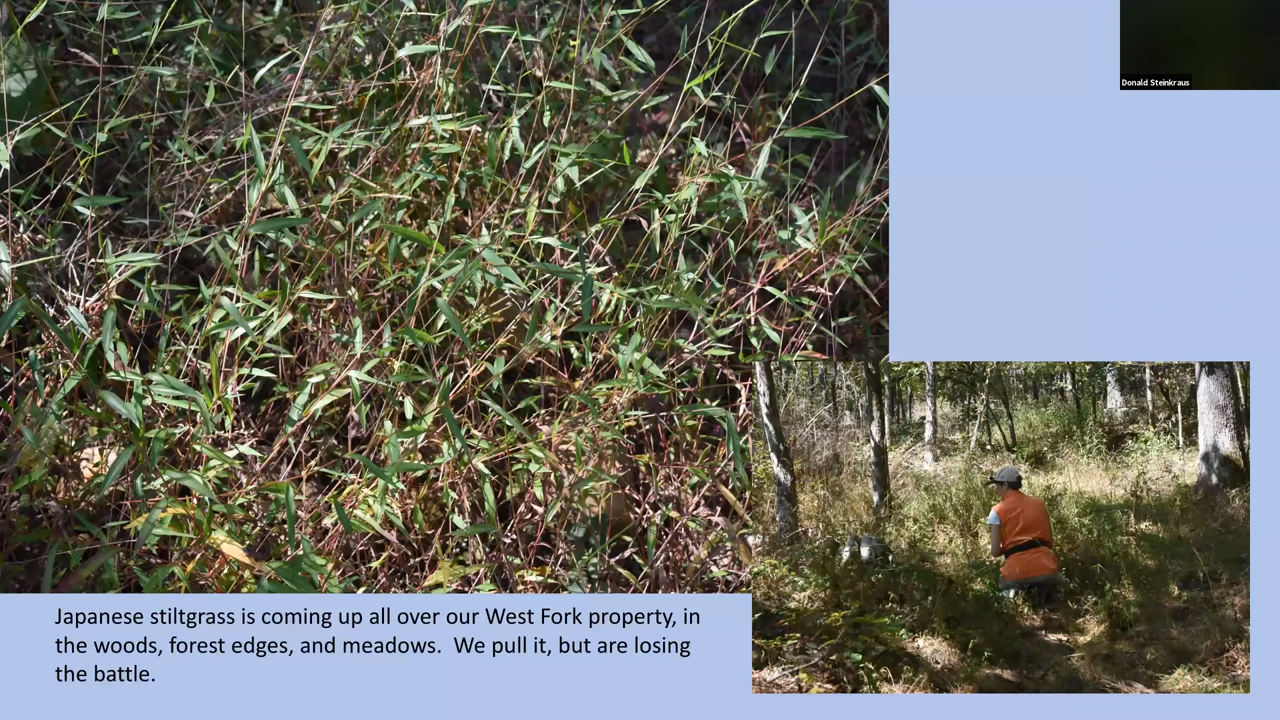 Donald Steinkraus
Japanese stiltgrass is coming up all over our West Fork property, in
the woods, forest edges, and meadows.  We pull it, but are losing
the battle.